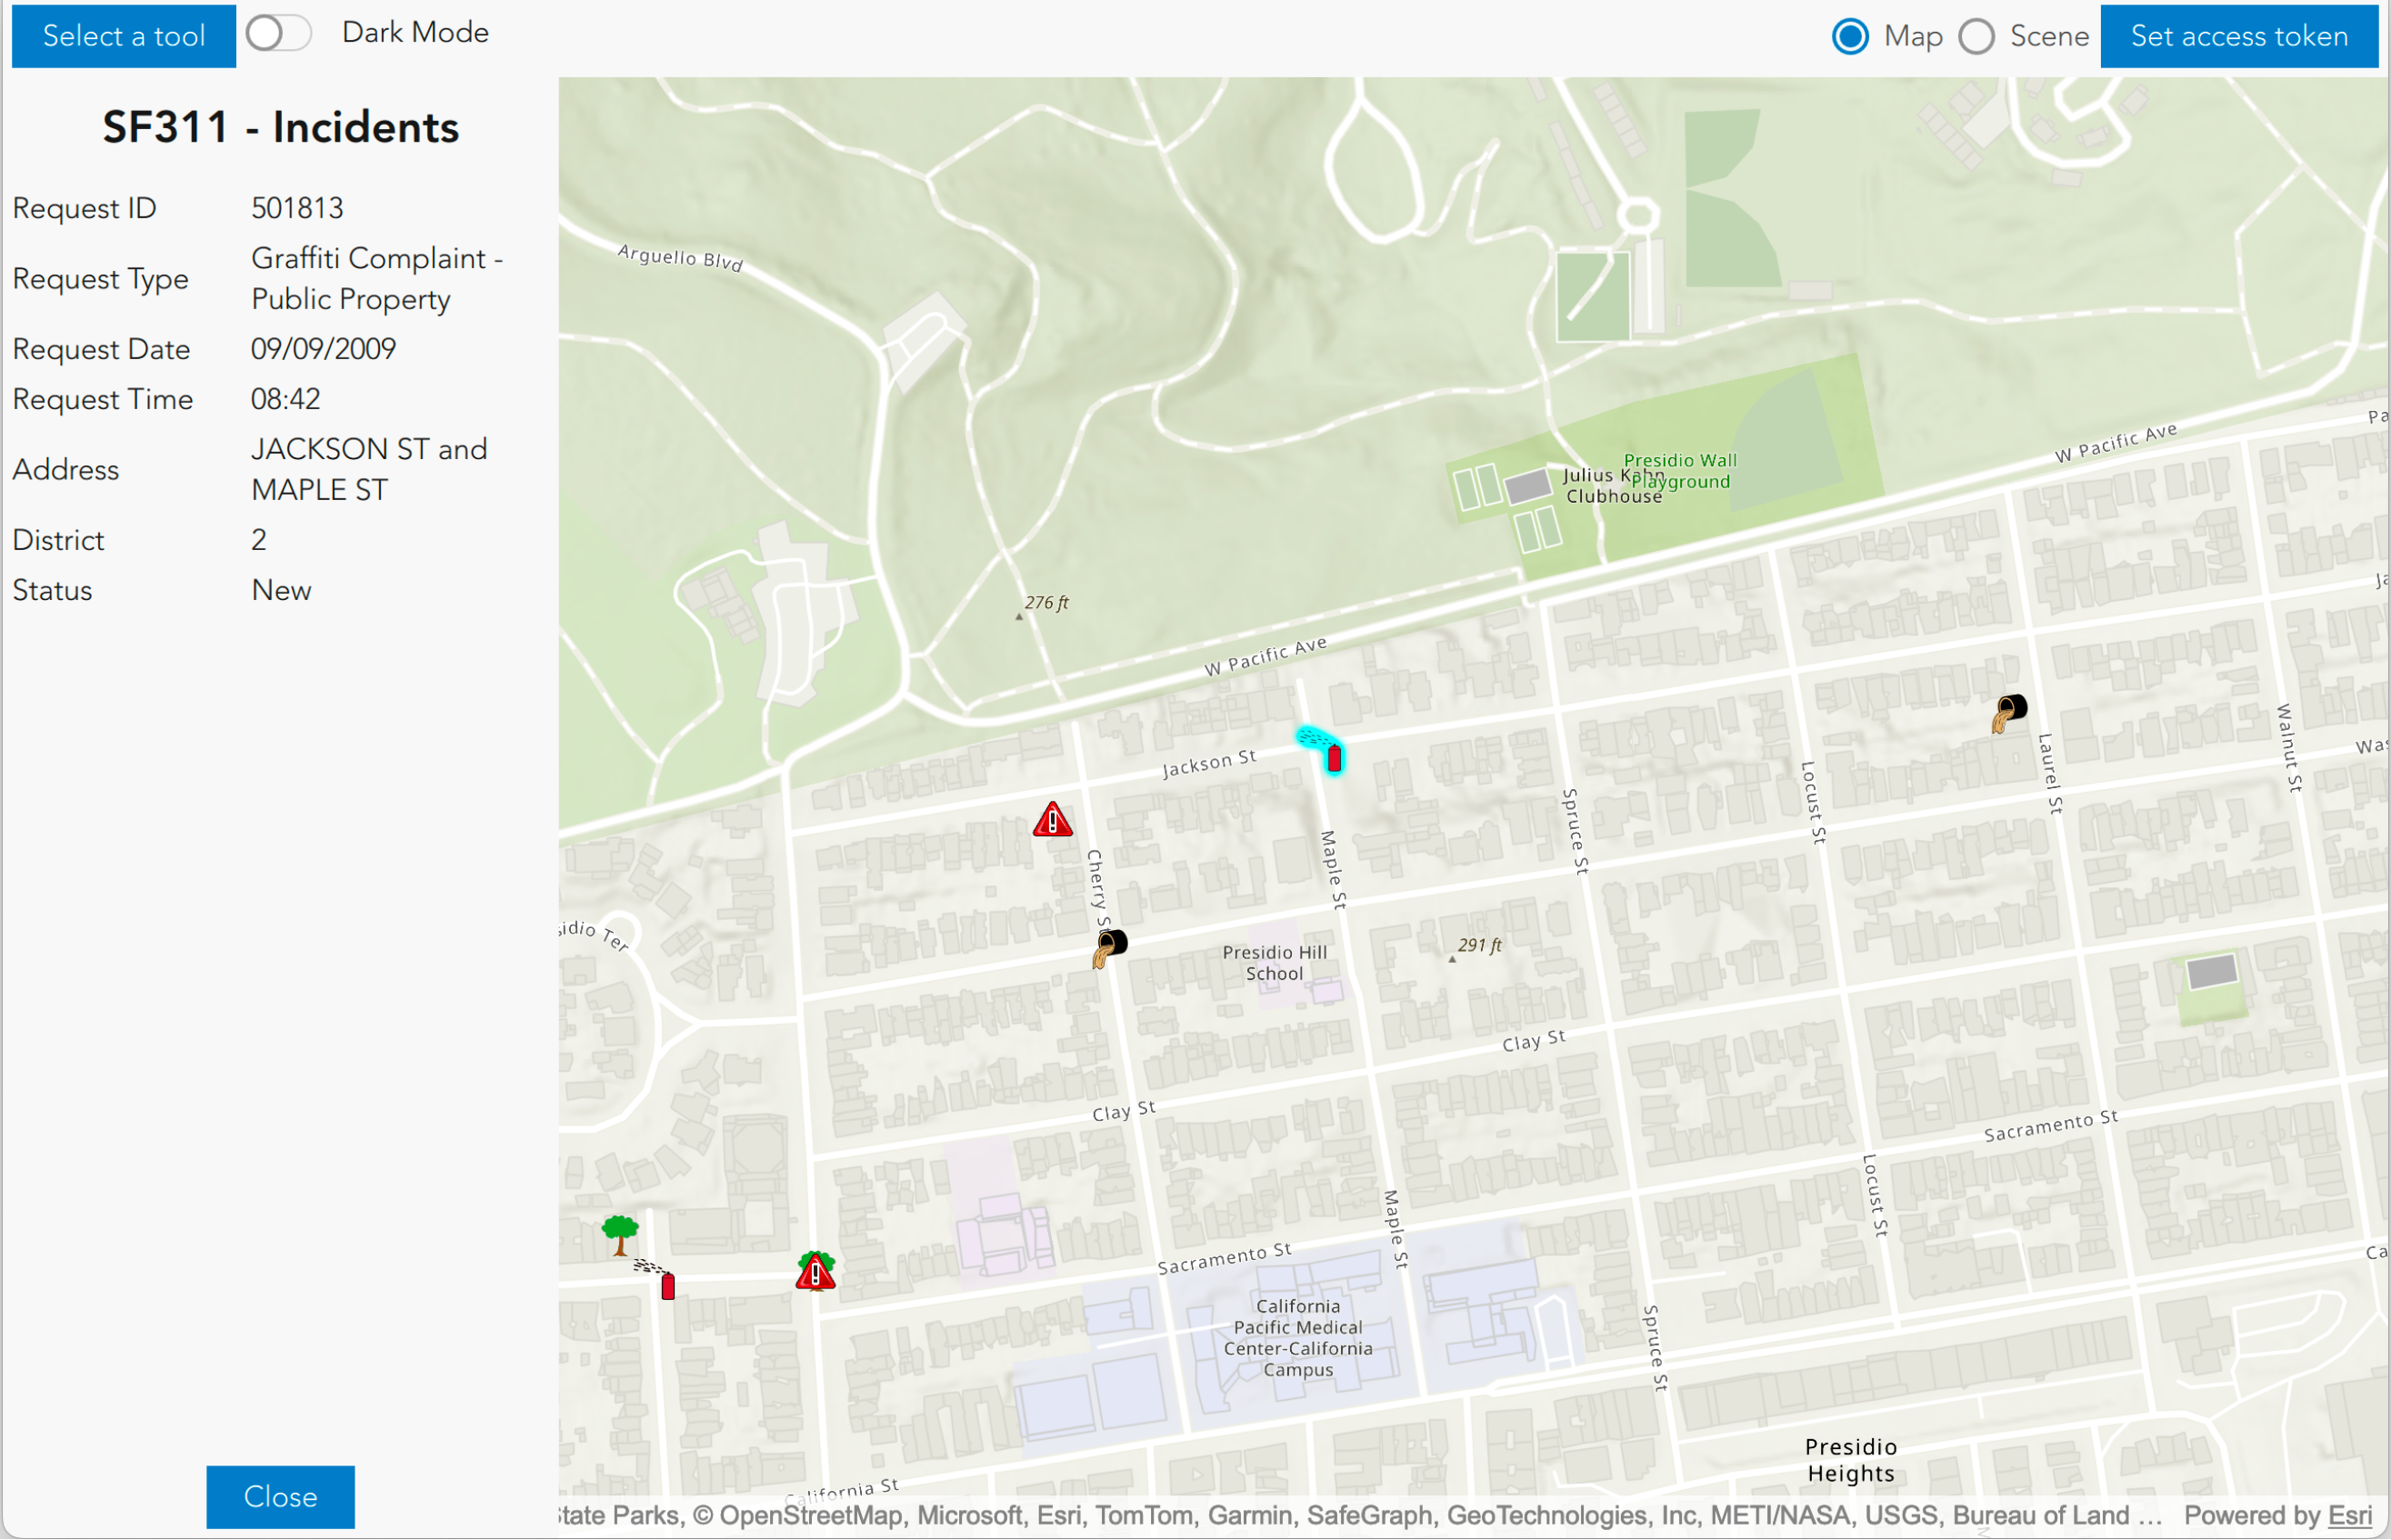 Select a tool
Dark Mode
Map
Scene
Set access token
SF311 - Incidents
Request ID 501813
Request Type Graffiti Complaint -
Public Property
Request Date 09/09/2009
Request Time 08:42
Address JACKSON ST and
MAPLE ST
District 2
Status New
Close
Arguello Blvd
Presidio Wall
Playground
Julius Kahn
Clubhouse
W Pacific Ave
Pa
276 ft
W Pacific Ave
Ja
Jackson St
Walnut St
Laurel St
Was
Locust St
Spruce St
Maple St
Cherry St
sidio Ter
Presidio Hill
School
291 ft
Clay St
Clay St
Sacramento St
Locust St
Maple St
Sacramento St
Ca
California
Pacific Medical
Center-California
Campus
Spruce St
Presidio
Heights
California St
State Parks, © OpenStreetMap, Microsoft, Esri, TomTom, Garmin, SafeGraph, GeoTechnologies, Inc, METI/NASA, USGS, Bureau of Land ...
Powered by Esri